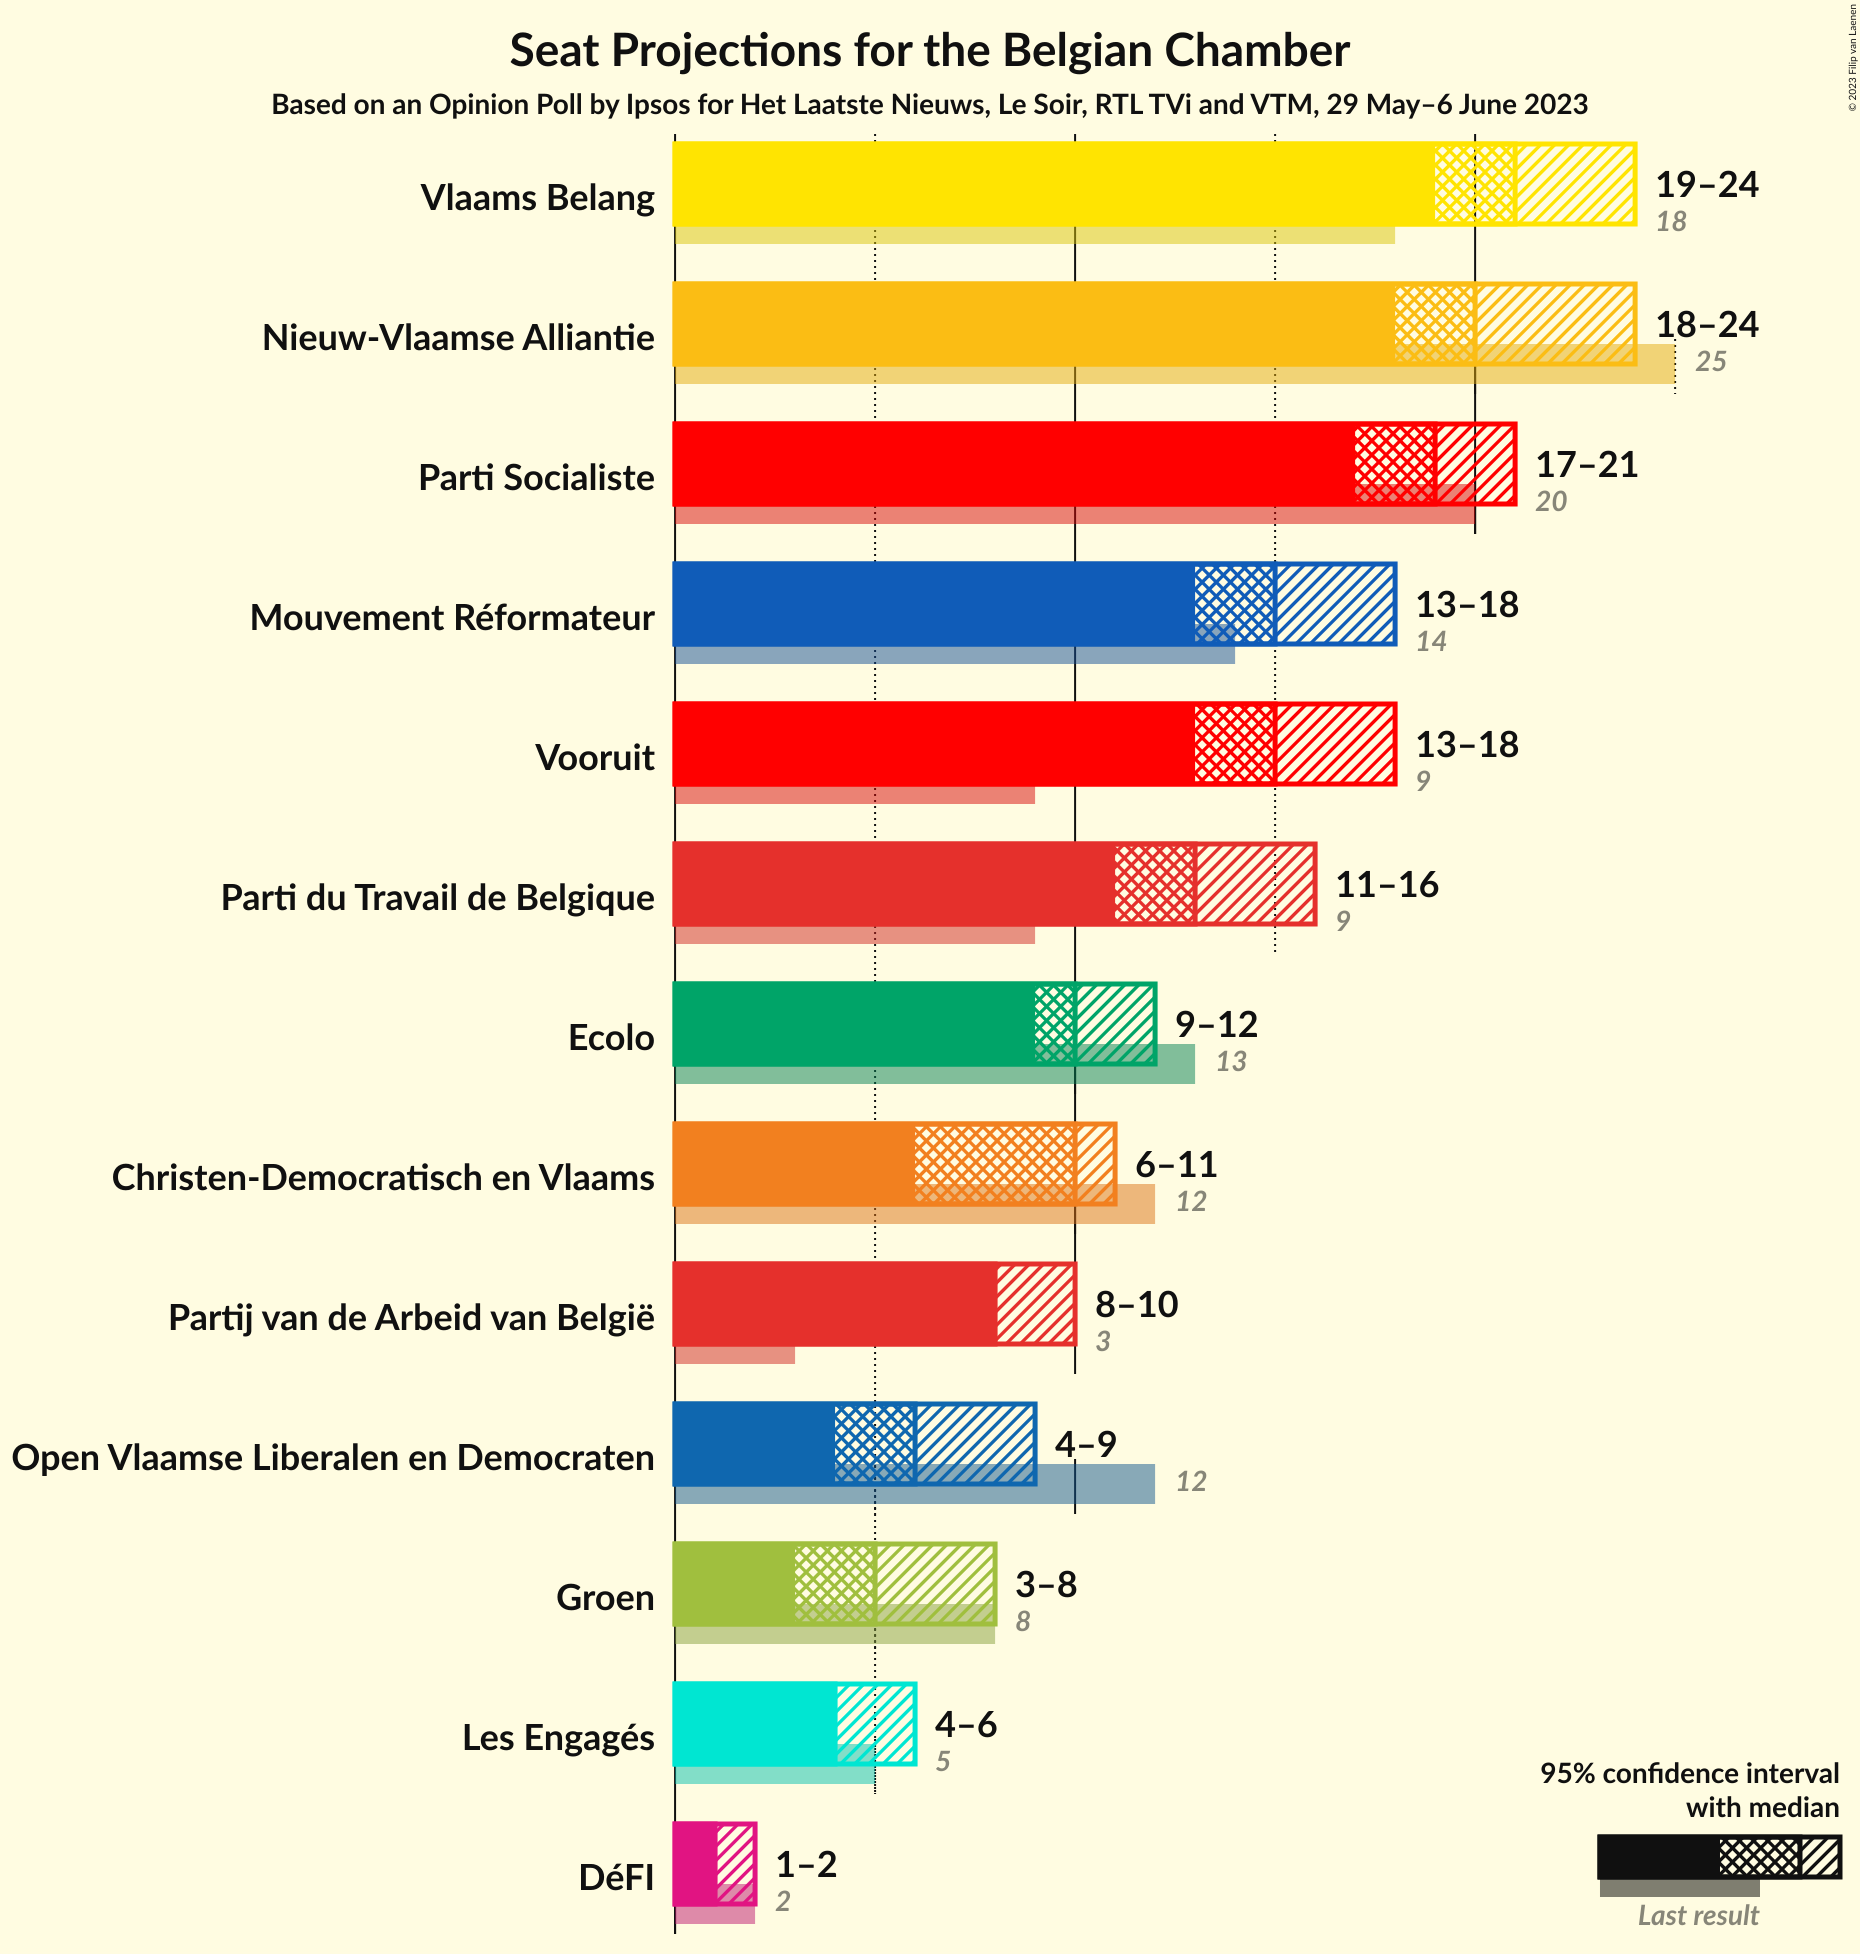 Seat Projections for the Belgian Chamber
Based on an Opinion Poll by Ipsos for Het Laatste Nieuws, Le Soir, RTL TVi and VTM, 29 May–6 June 2023
© 2023 Filip van Laenen
Vlaams Belang
19–24
18
Nieuw-Vlaamse Alliantie
18–24
25
Parti Socialiste
17–21
20
Mouvement Réformateur
13–18
14
Vooruit
13–18
9
Parti du Travail de Belgique
11–16
9
Ecolo
9–12
13
Christen-Democratisch en Vlaams
6–11
12
Partij van de Arbeid van België
8–10
3
Open Vlaamse Liberalen en Democraten
4–9
12
Groen
3–8
8
Les Engagés
4–6
5
DéFI
1–2
2
95% confidence interval
with median
Last result